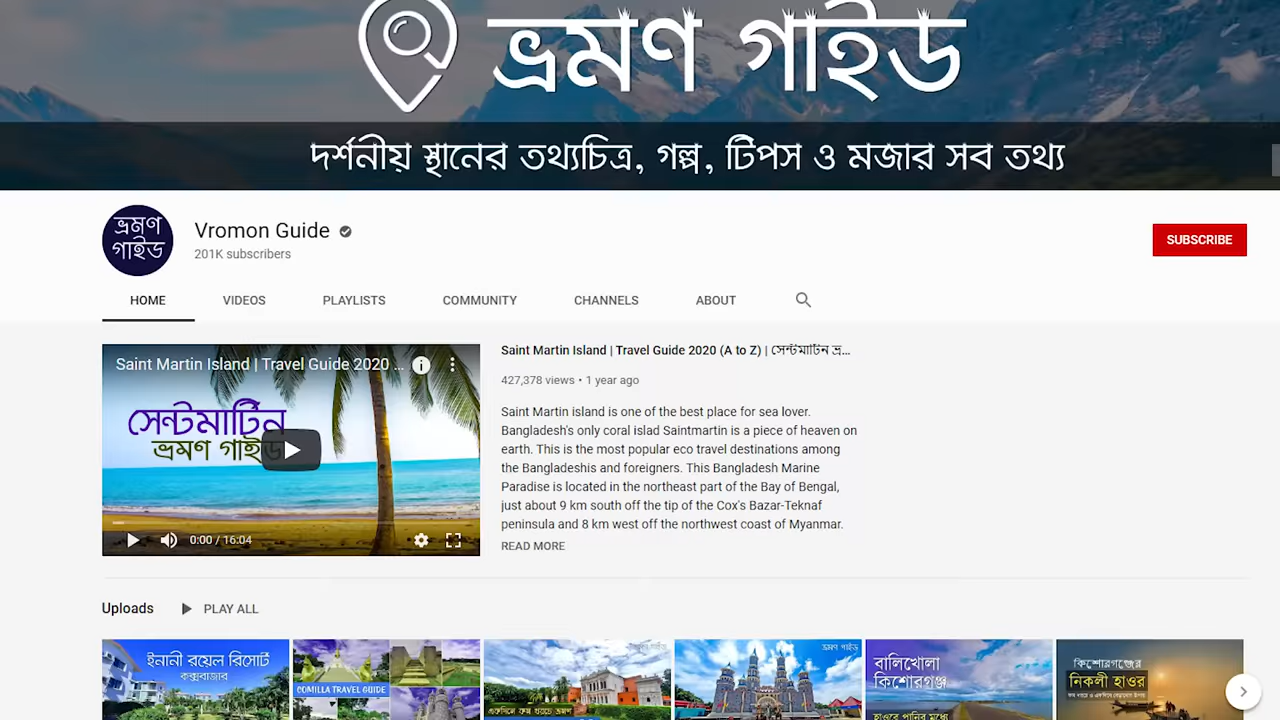 ভ্রমণ গাইড
দর্শনীয় স্থানের তথ্যচিত্র, গল্প, টিপস ও মজার সব তথ্য
ভ্রমণ
গাইড
Vromon Guide
201K subscribers
SUBSCRIBE
HOME VIDEOS PLAYLISTS COMMUNITY CHANNELS ABOUT
Saint Martin Island | Travel Guide 2020 ...
সেন্টমার্টিন
ভ্রমণ গাইড
0:00 / 16:04
Saint Martin Island | Travel Guide 2020 (A to Z) | সেন্টমার্টিন ভ্র...
427,378 views • 1 year ago
Saint Martin island is one of the best place for sea lover.
Bangladesh's only coral islad Saintmartin is a piece of heaven on
earth. This is the most popular eco travel destinations among
the Bangladeshis and foreigners. This Bangladesh Marine
Paradise is located in the northeast part of the Bay of Bengal,
just about 9 km south off the tip of the Cox's Bazar-Teknaf
peninsula and 8 km west off the northwest coast of Myanmar.
READ MORE
Uploads PLAY ALL
ইনানী রয়েল রিসোর্ট
কক্সবাজার
COMILLA TRAVEL GUIDE
ভ্রমণ গাইড
বালিখোলা
কিশোরগঞ্জ
হাওরে পানির মধ্যে
কিশোরগঞ্জের
নিকলী হাওর